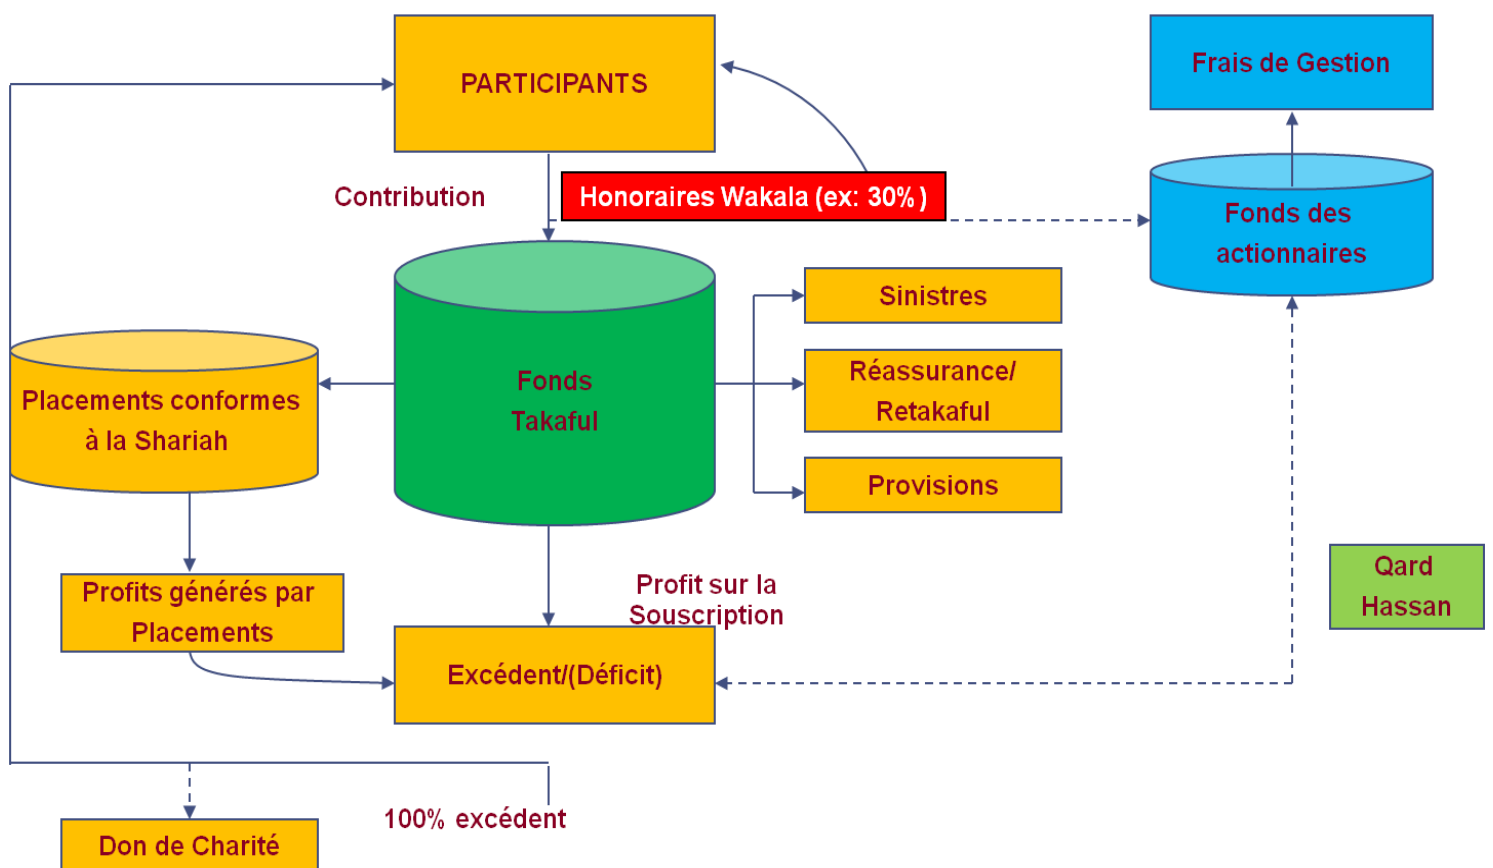 PARTICIPANTS
Frais de Gestion
Contribution
Honoraires Wakala (ex: 30%)
Fonds des
actionnaires
Sinistres
Placements conformes
à la Shariah
Fonds
Takaful
Réassurance/
Retakaful
Provisions
Profits générés par
Placements
Profit sur la
Souscription
Qard
Hassan
Excédent/(Déficit)
100% excédent
Don de Charité